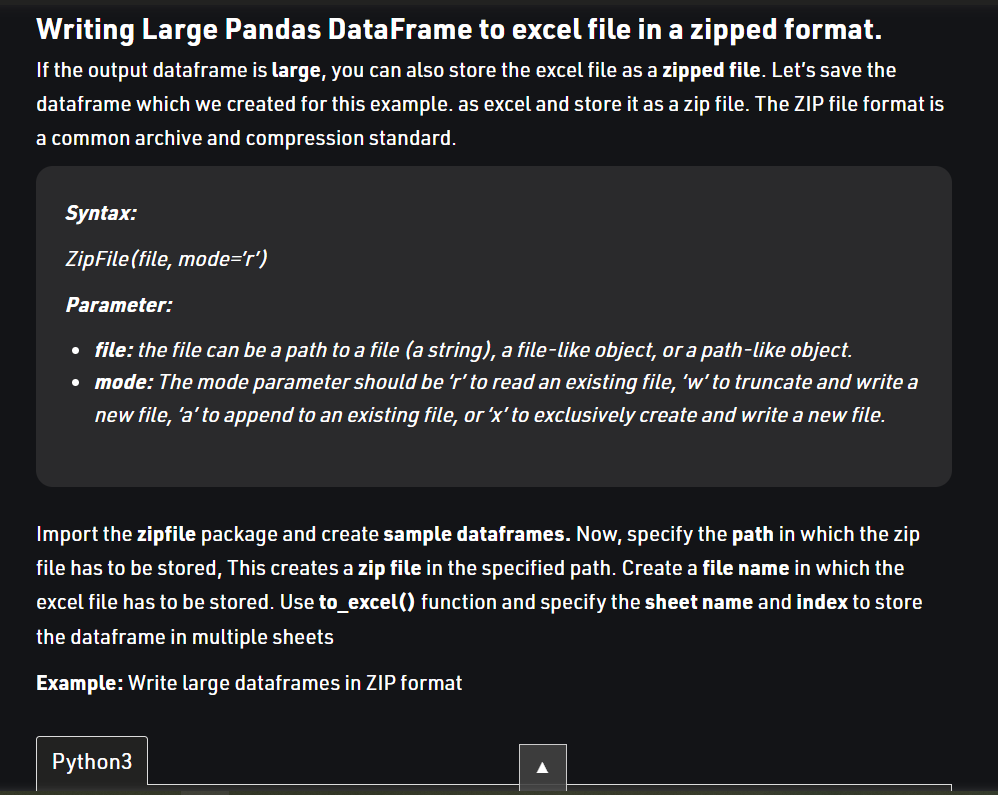 Writing Large Pandas DataFrame to excel file in a zipped format.
If the output dataframe is large, you can also store the excel file as a zipped file. Let’s save the
dataframe which we created for this example. as excel and store it as a zip file. The ZIP file format is
a common archive and compression standard.
Syntax:
ZipFile(file, mode=’r’)
Parameter:
• file: the file can be a path to a file (a string), a file-like object, or a path-like object.
• mode: The mode parameter should be ‘r’ to read an existing file, ‘w’ to truncate and write a
new file, ‘a’ to append to an existing file, or ‘x’ to exclusively create and write a new file.
Import the zipfile package and create sample dataframes. Now, specify the path in which the zip
file has to be stored, This creates a zip file in the specified path. Create a file name in which the
excel file has to be stored. Use to_excel() function and specify the sheet name and index to store
the dataframe in multiple sheets
Example: Write large dataframes in ZIP format
Python3
▲